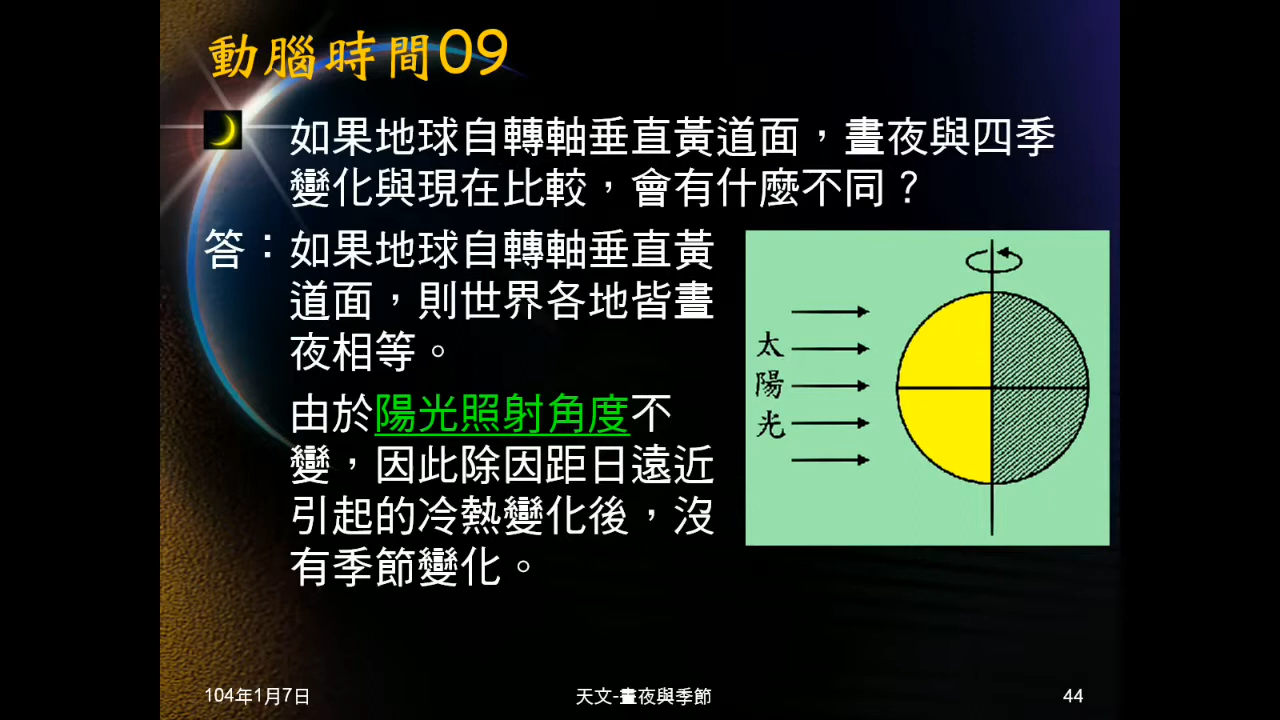 動腦時間09
如果地球自轉軸垂直黃道面，晝夜與四季
變化與現在比較，會有什麼不同？
答：如果地球自轉軸垂直黃
道面，則世界各地皆晝
夜相等。
由於陽光照射角度不
變，因此除因距日遠近
引起的冷熱變化後，沒
有季節變化。
太
陽
光
104年1月7日
天文-晝夜與季節
44